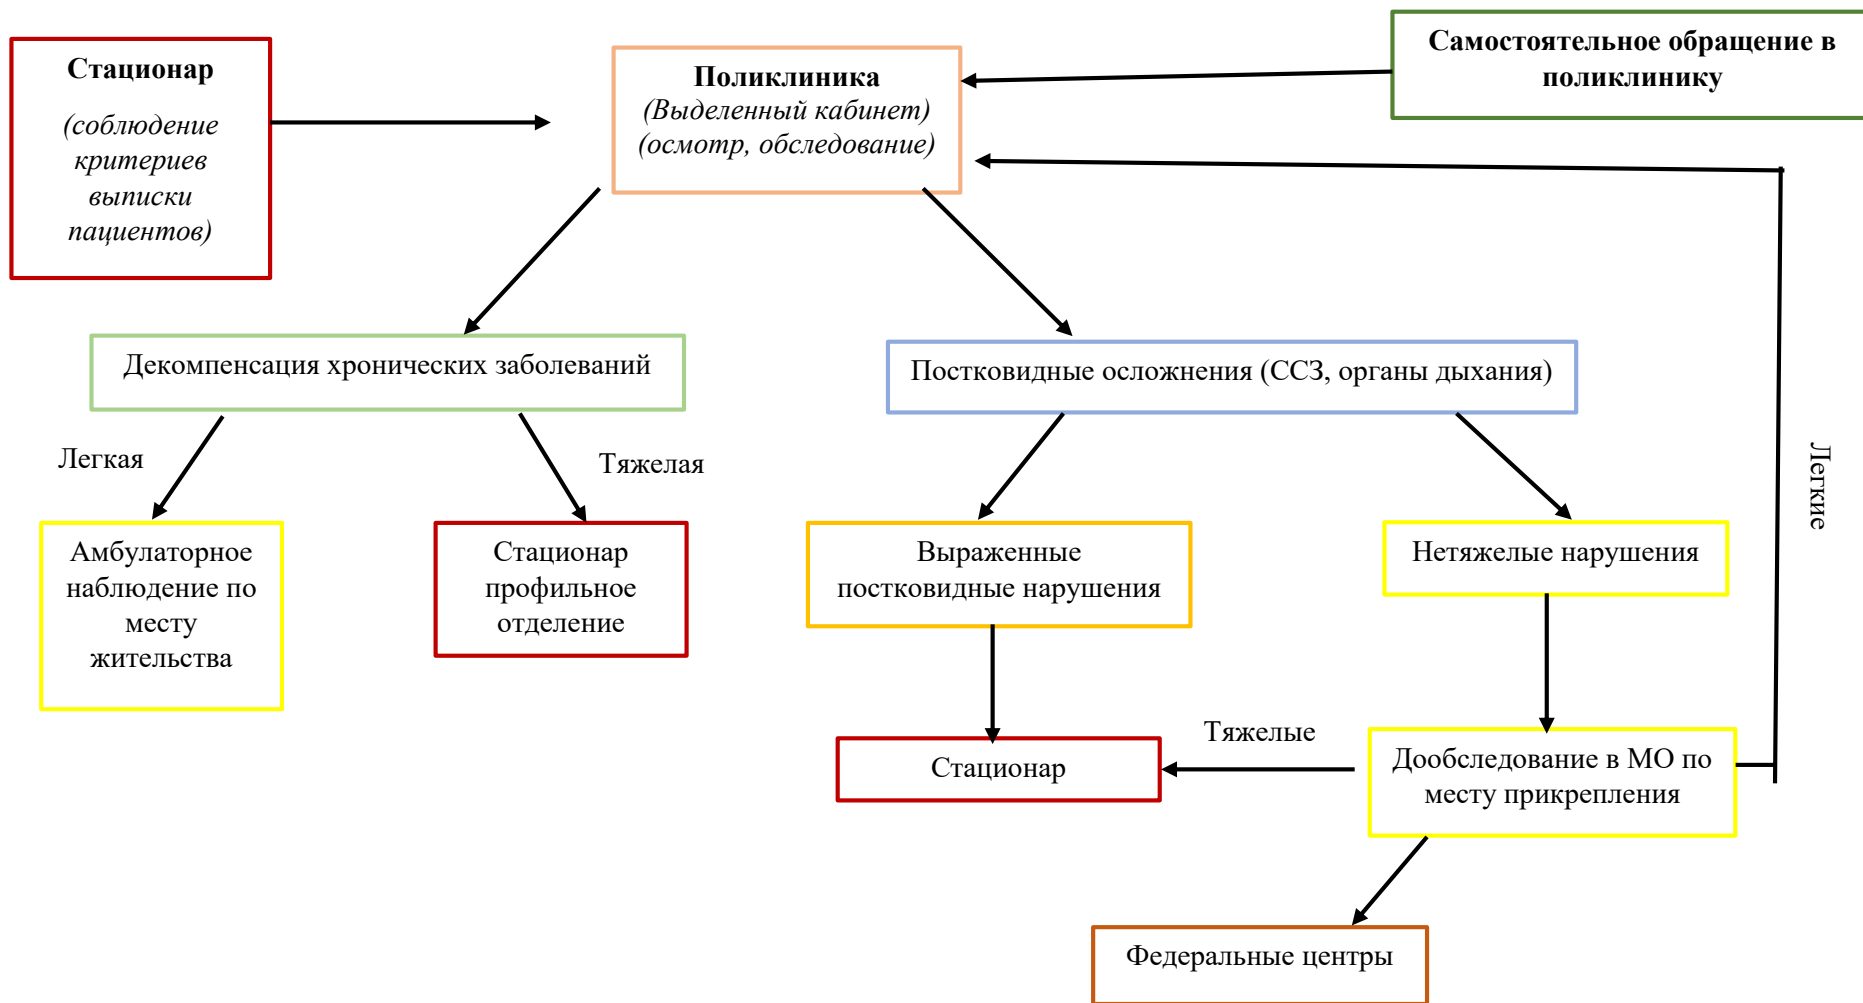 Стационар
(соблюдение
критериев
выписки
пациентов)
Поликлиника
(Выделенный кабинет)
(осмотр, обследование)
Самостоятельное обращение в
поликлинику
Декомпенсация хронических заболеваний
Постковидные осложнения (ССЗ, органы дыхания)
Легкая
Тяжелая
Легкие
Амбулаторное
наблюдение по
месту
жительства
Стационар
профильное
отделение
Выраженные
постковидные нарушения
Нетяжелые нарушения
Стационар
Тяжелые
Дообследование в МО по
месту прикрепления
Федеральные центры